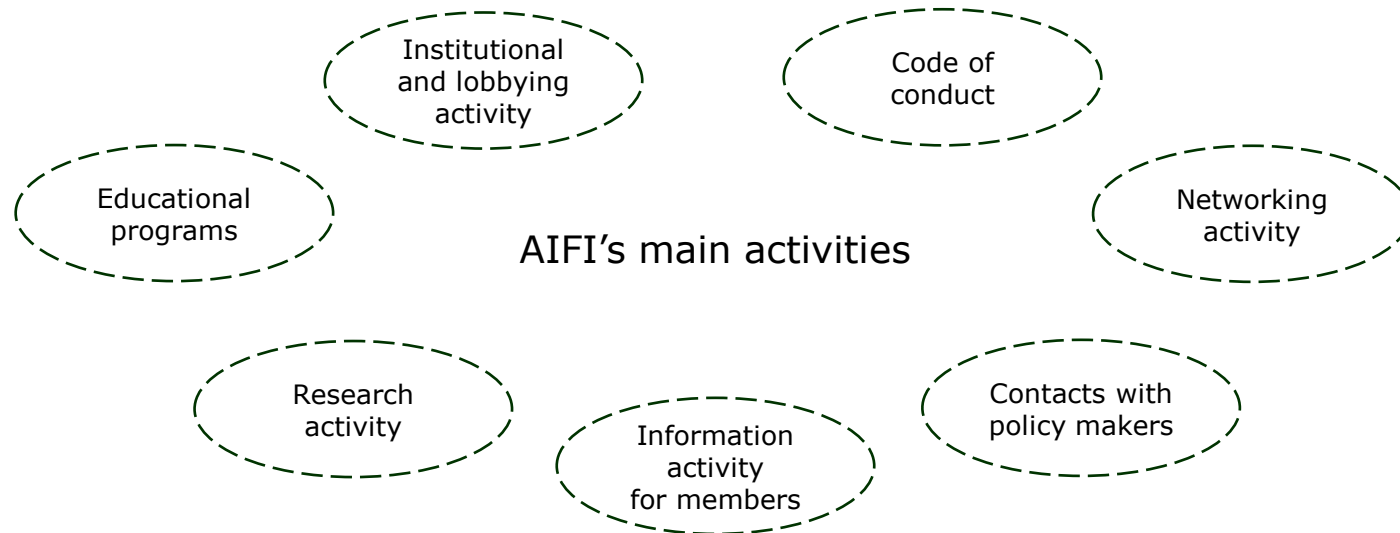 Institutional
and lobbying
activity
Code of
conduct
Educational
programs
Networking
activity
AIFI’s main activities
Research
activity
Information
activity
for members
Contacts with
policy makers